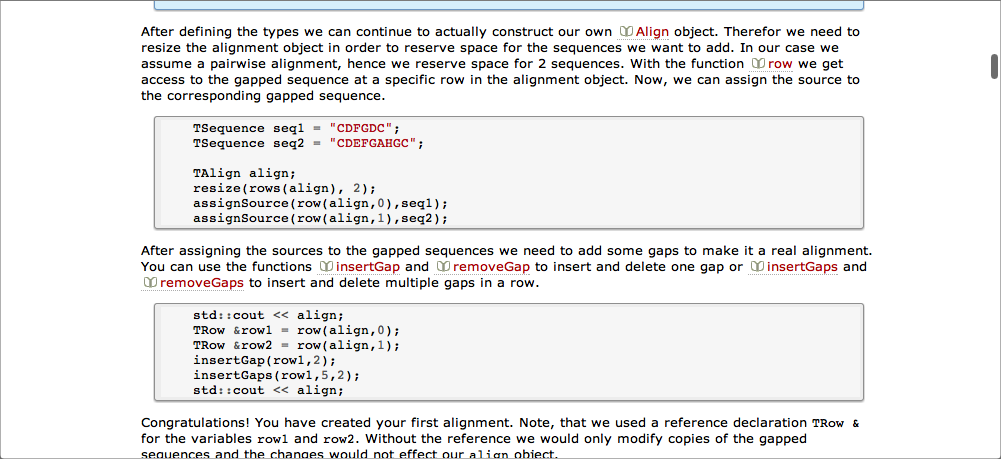 After defining the types we can continue to actually construct our own Align object. Therefor we need to
resize the alignment object in order to reserve space for the sequences we want to add. In our case we
assume a pairwise alignment, hence we reserve space for 2 sequences. With the function row we get
access to the gapped sequence at a specific row in the alignment object. Now, we can assign the source to
the corresponding gapped sequence.
TSequence seq1 = "CDFGDC";
TSequence seq2 = "CDEFGAHGC";
TAlign align;
resize(rows(align), 2);
assignSource(row(align,0),seq1);
assignSource(row(align,1),seq2);
After assigning the sources to the gapped sequences we need to add some gaps to make it a real alignment.
You can use the functions insertGap and removeGap to insert and delete one gap or insertGaps and
removeGaps to insert and delete multiple gaps in a row.
std::cout << align;
TRow &row1 = row(align,0);
TRow &row2 = row(align,1);
insertGap(row1,2);
insertGaps(row1,5,2);
std::cout << align;
Congratulations! You have created your first alignment. Note, that we used a reference declaration TRow &
for the variables row1 and row2. Without the reference we would only modify copies of the gapped
sequences and the changes would not effect our align object.